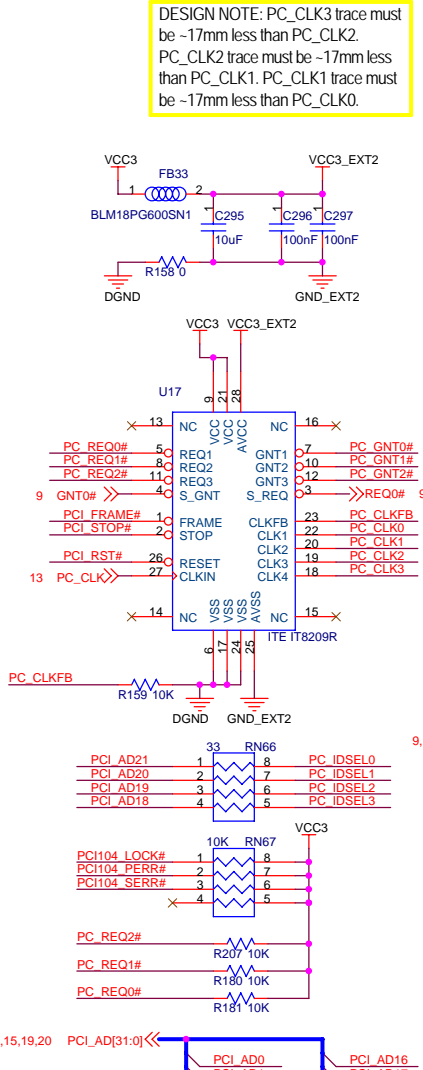 DESIGN NOTE: PC_CLK3 trace must
be ~17mm less than PC_CLK2.
PC_CLK2 trace must be ~17mm less
than PC_CLK1. PC_CLK1 trace must
be ~17mm less than PC_CLK0.
VCC3 VCC3_EXT2
FB33
1 2
BLM18PG600SN1
1 C295 1 C296 1 C297
10uF 100nF 100nF
R158 0
DGND GND_EXT2
VCC3 VCC3_EXT2
U17
9 21 28
VCC VCC AVCC
13 NC NC 16
PC_REQ0# 5 REQ1 GNT1 7 PC_GNT0#
PC_REQ1# 8 REQ2 GNT2 10 PC_GNT1#
PC_REQ2# 11 REQ3 GNT3 12 PC_GNT2#
9 GNT0# 4 S_GNT S_REQ 3 REQ0# 9
PCI_FRAME# 1 FRAME CLKFB 23 PC_CLKFB
PCI_STOP# 2 STOP CLK1 22 PC_CLK0
CLK2 20 PC_CLK1
PCI_RST# 26 RESET CLK3 19 PC_CLK2
13 PC_CLK 27 CLKIN CLK4 18 PC_CLK3
14 NC NC 15
VSS VSS VSS AVSS
ITE IT8209R
6 17 24 25
PC_CLKFB
R159 10K
DGND GND_EXT2
9,
33 RN66
PCI_AD21 1 8 PC_IDSEL0
PCI_AD20 2 7 PC_IDSEL1
PCI_AD19 3 6 PC_IDSEL2
PCI_AD18 4 5 PC_IDSEL3
VCC3
10K RN67
PCI104_LOCK# 1 8
PCI104_PERR# 2 7
PCI104_SERR# 3 6
4 5
PC_REQ2#
R207 10K
PC_REQ1#
R180 10K
PC_REQ0#
R181 10K
,15,19,20 PCI_AD[31:0]
PCI_AD0 PCI_AD16